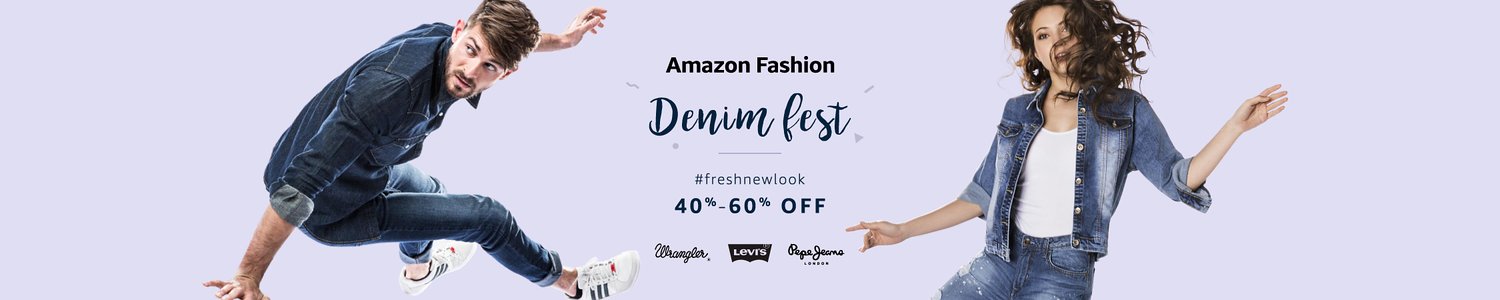 Amazon Fashion
Denim fest
#freshnewlook
40%-60% OFF
Wrangler® LEVI'S Pepe Jeans
LONDON